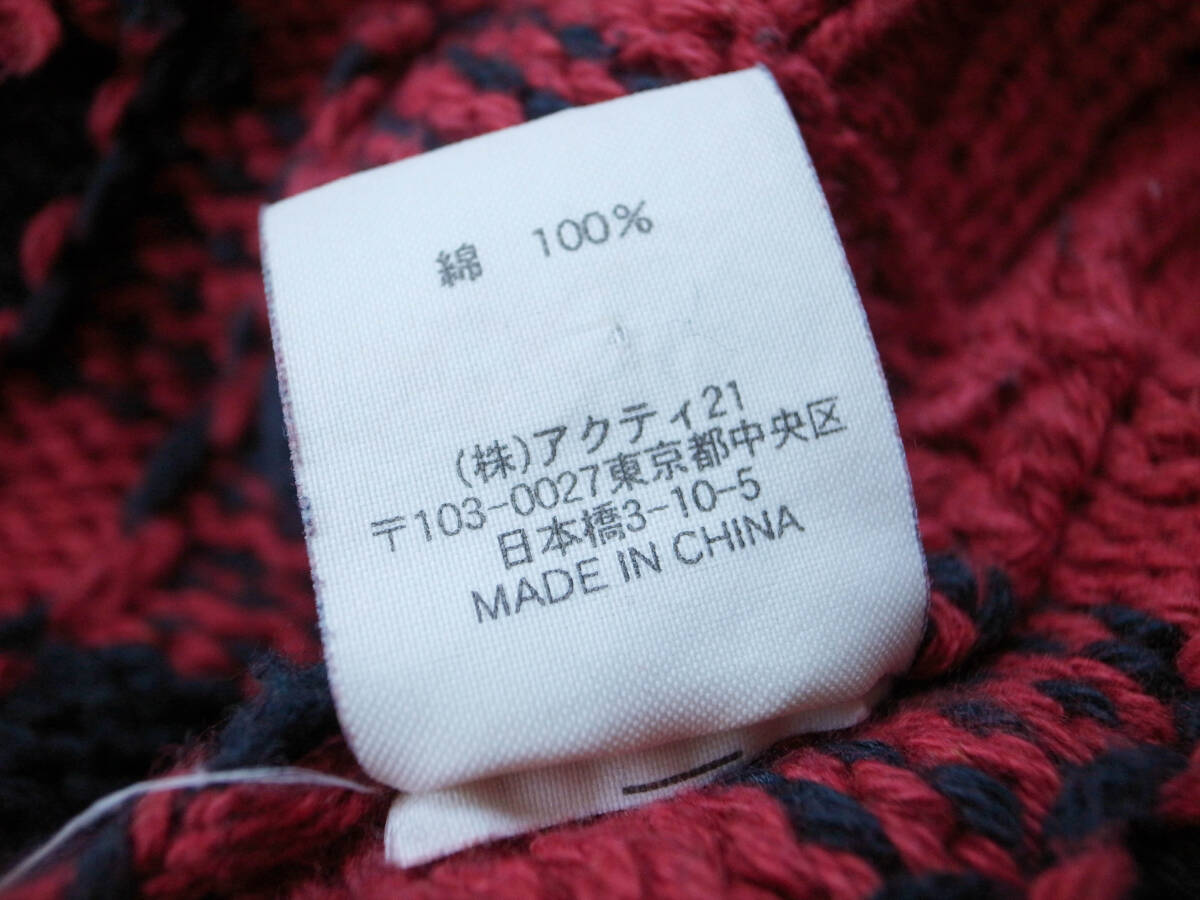 綿 100%
(株)アクティ21
〒103-0027東京都中央区
日本橋3-10-5
MADE IN CHINA